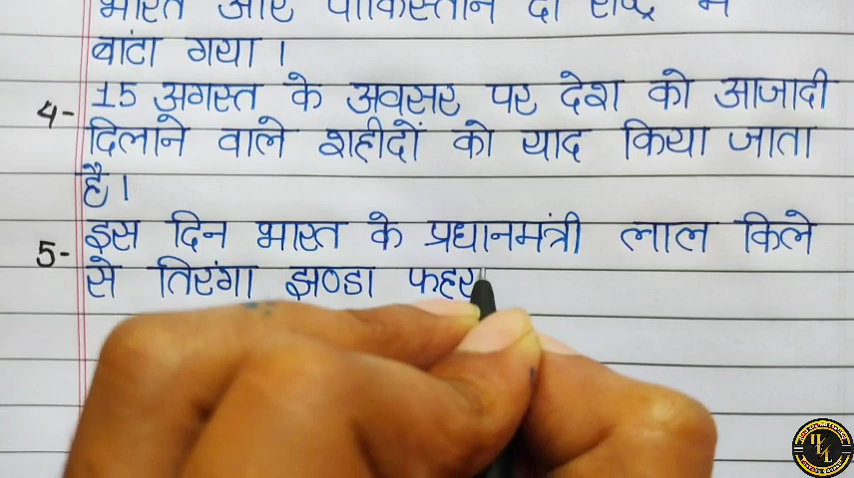 भारत और पाकिस्तान दो राष्ट्र में
बांटा गया।
4- 15 अगस्त के अवसर पर देश को आजादी
दिलाने वाले शहीदों को याद किया जाता
है।
5- इस दिन भारत के प्रधानमंत्री लाल किले
से तिरंगा झण्डा फहर